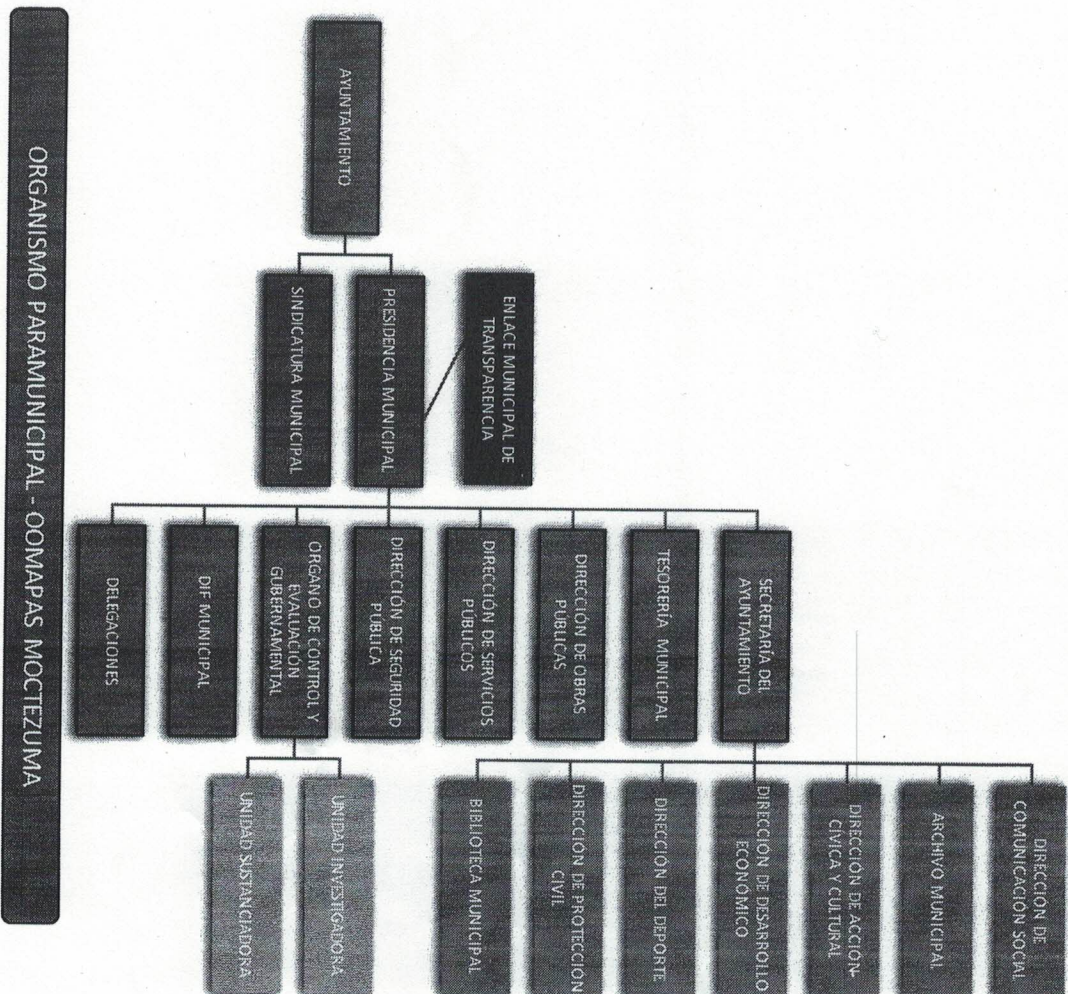 AYUNTAMIENTO
ENLACE MUNICIPAL DE
TRANSPARENCIA
PRESIDENCIA MUNICIPAL
SINDICATURA MUNICIPAL
SECRETARÍA DEL
AYUNTAMIENTO
TESORERÍA MUNICIPAL
DIRECCIÓN DE OBRAS
PÚBLICAS
DIRECCIÓN DE SERVICIOS
PÚBLICOS
DIRECCIÓN DE SEGURIDAD
PÚBLICA
ORGANO DE CONTROL Y
EVALUACIÓN
GUBERNAMENTAL
DIF MUNICIPAL
DELEGACIONES
DIRECCIÓN DE
COMUNICACIÓN SOCIAL
ARCHIVO MUNICIPAL
DIRECCIÓN DE ACCIÓN
CÍVICA Y CULTURAL
DIRECCIÓN DE DESARROLLO
ECONÓMICO
DIRECCIÓN DEL DEPORTE
DIRECCIÓN DE PROTECCIÓN
CIVIL
BIBLIOTECA MUNICIPAL
UNIDAD INVESTIGADORA
UNIDAD SUSTANCIADORA
ORGANISMO PARAMUNICIPAL - OOMAPAS MOCTEZUMA